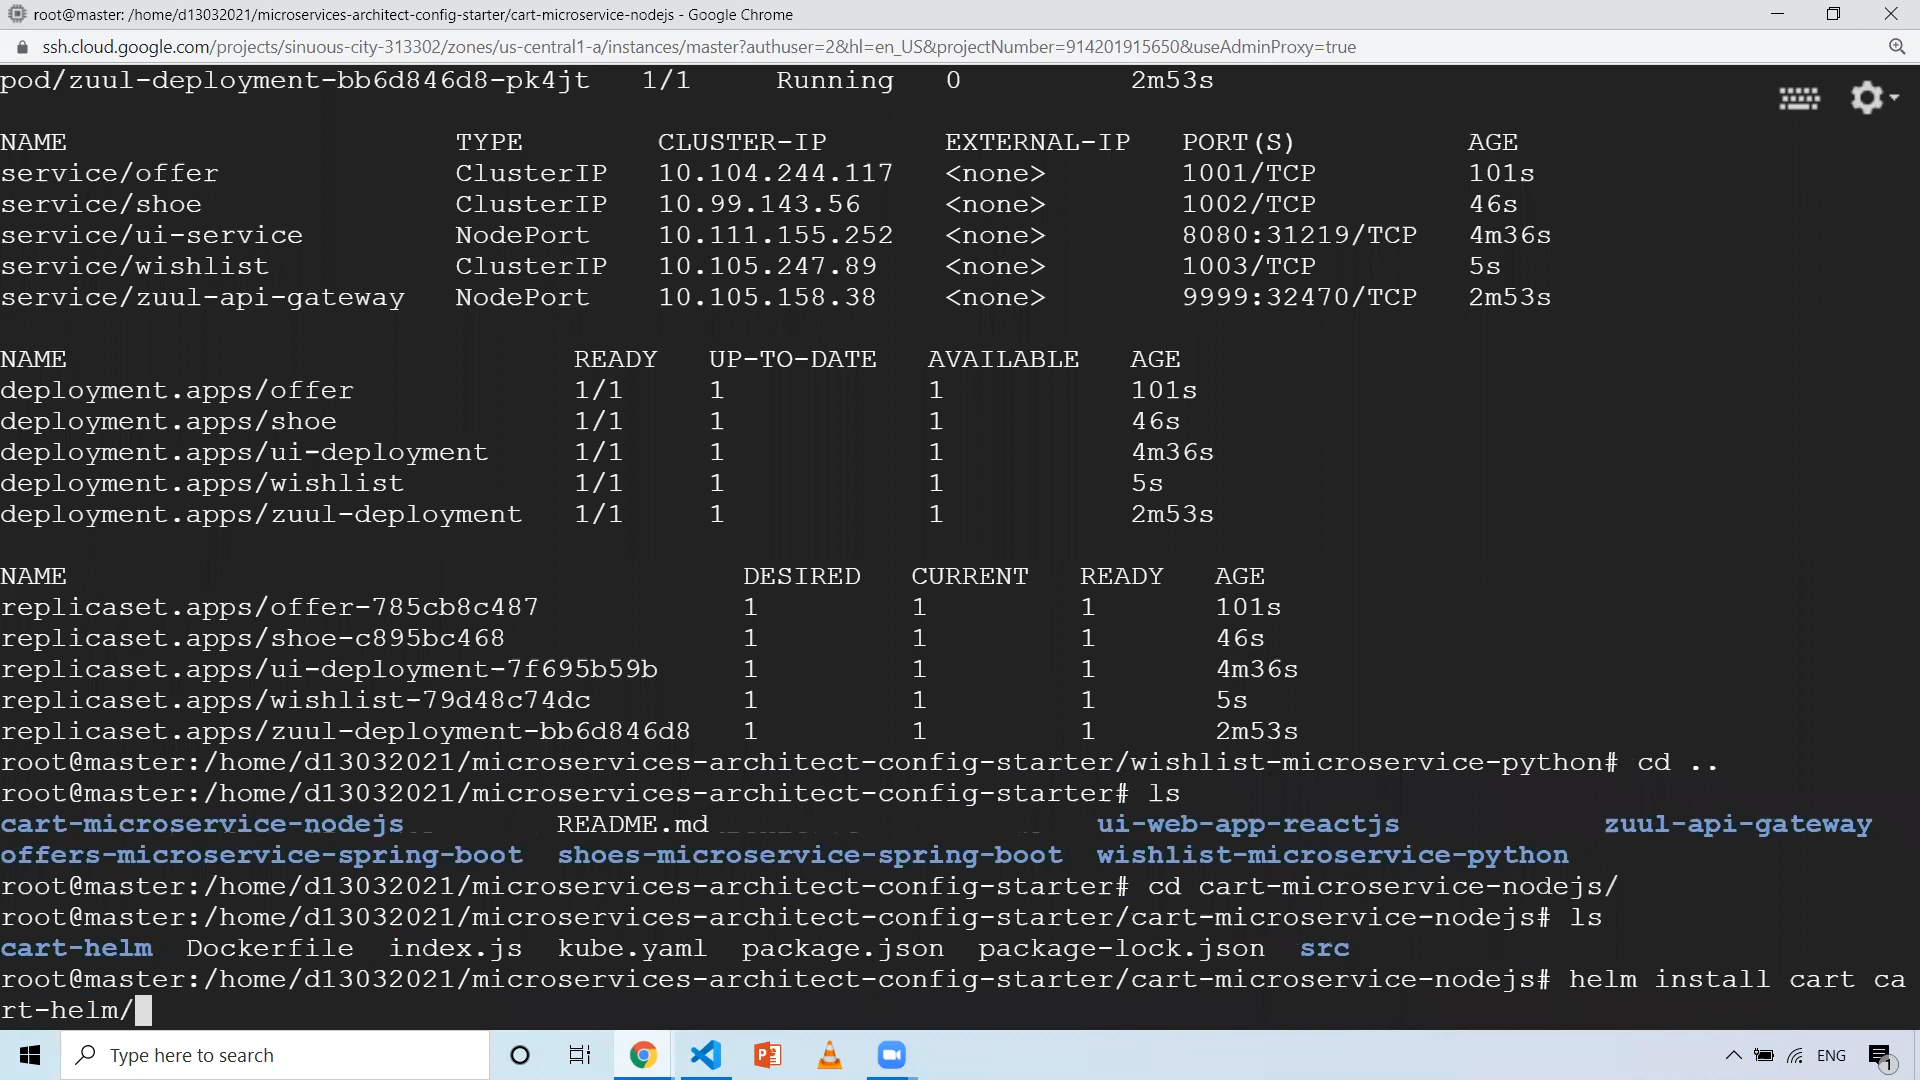 root@master: /home/d13032021/microservices-architect-config-starter/cart-microservice-nodejs - Google Chrome
ssh.cloud.google.com/projects/sinuous-city-313302/zones/us-central1-a/instances/master?authuser=2&hl=en_US&projectNumber=914201915650&useAdminProxy=true
pod/zuul-deployment-bb6d846d8-pk4jt 1/1 Running 0 2m53s
NAME TYPE CLUSTER-IP EXTERNAL-IP PORT(S) AGE
service/offer ClusterIP 10.104.244.117 <none> 1001/TCP 101s
service/shoe ClusterIP 10.99.143.56 <none> 1002/TCP 46s
service/ui-service NodePort 10.111.155.252 <none> 8080:31219/TCP 4m36s
service/wishlist ClusterIP 10.105.247.89 <none> 1003/TCP 5s
service/zuul-api-gateway NodePort 10.105.158.38 <none> 9999:32470/TCP 2m53s
NAME READY UP-TO-DATE AVAILABLE AGE
deployment.apps/offer 1/1 1 1 101s
deployment.apps/shoe 1/1 1 1 46s
deployment.apps/ui-deployment 1/1 1 1 4m36s
deployment.apps/wishlist 1/1 1 1 5s
deployment.apps/zuul-deployment 1/1 1 1 2m53s
NAME DESIRED CURRENT READY AGE
replicaset.apps/offer-785cb8c487 1 1 1 101s
replicaset.apps/shoe-c895bc468 1 1 1 46s
replicaset.apps/ui-deployment-7f695b59b 1 1 1 4m36s
replicaset.apps/wishlist-79d48c74dc 1 1 1 5s
replicaset.apps/zuul-deployment-bb6d846d8 1 1 1 2m53s
root@master:/home/d13032021/microservices-architect-config-starter/wishlist-microservice-python# cd ..
root@master:/home/d13032021/microservices-architect-config-starter# ls
cart-microservice-nodejs README.md ui-web-app-reactjs zuul-api-gateway
offers-microservice-spring-boot shoes-microservice-spring-boot wishlist-microservice-python
root@master:/home/d13032021/microservices-architect-config-starter# cd cart-microservice-nodejs/
root@master:/home/d13032021/microservices-architect-config-starter/cart-microservice-nodejs# ls
cart-helm Dockerfile index.js kube.yaml package.json package-lock.json src
root@master:/home/d13032021/microservices-architect-config-starter/cart-microservice-nodejs# helm install cart ca
rt-helm/
Type here to search
ENG
1